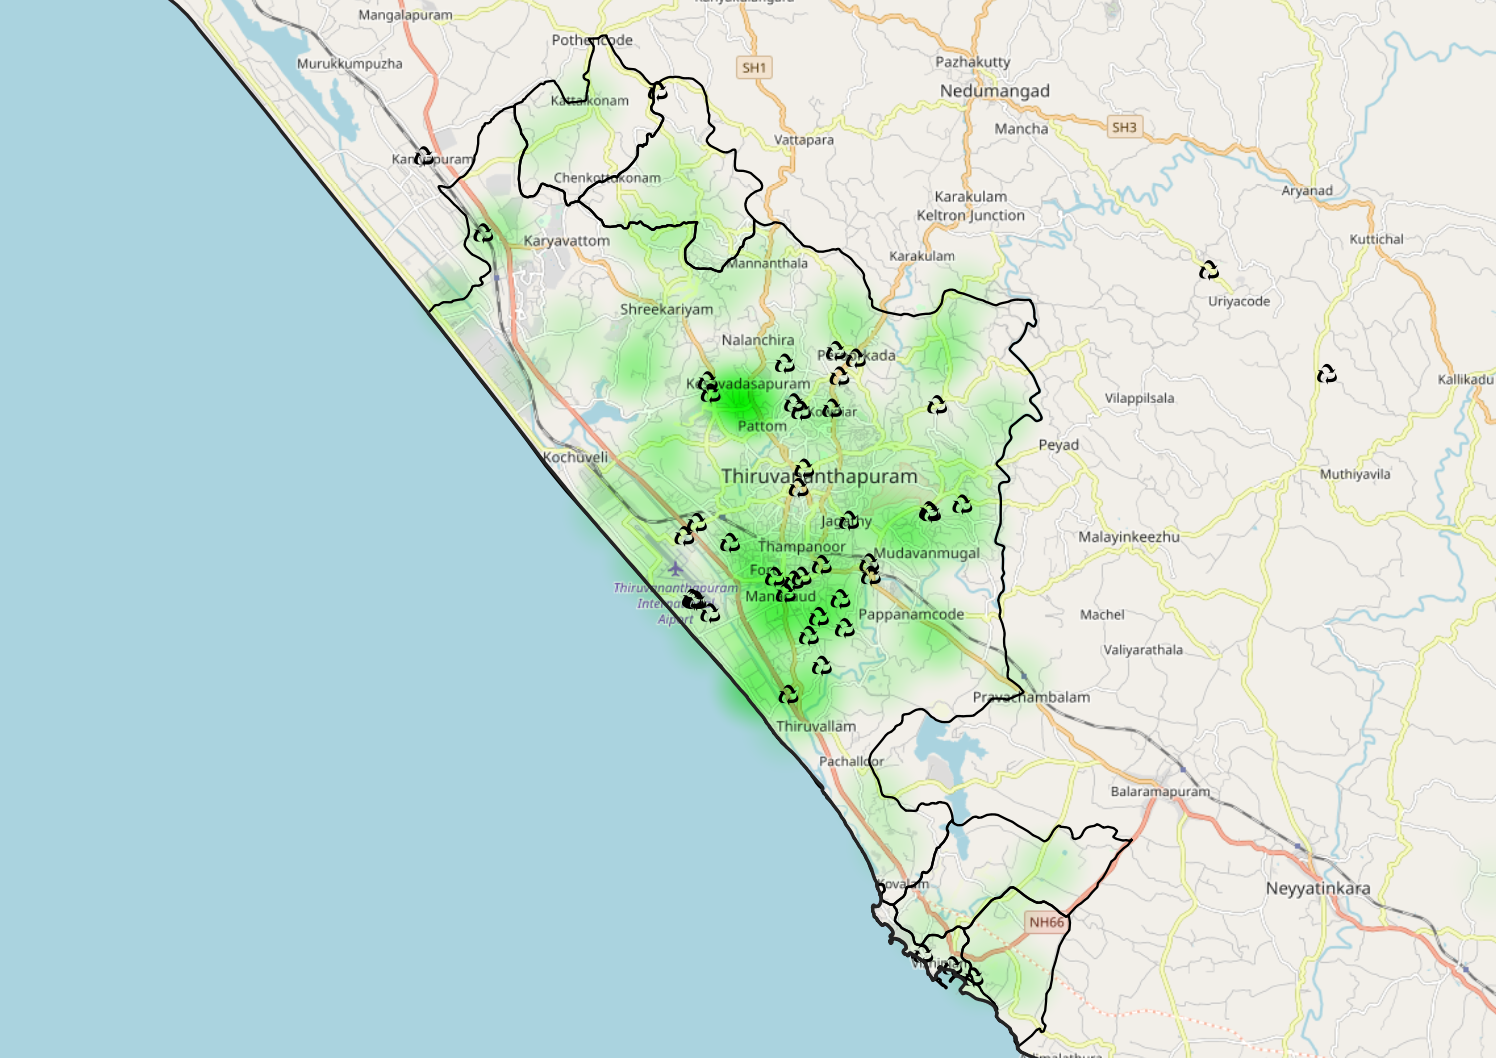 Mangalapuram
Pothencode
Murukkumpuzha
SH1
Pazhakutty
Nedumangad
Kattaikonam
Mancha
SH3
Vattapara
Kaniyapuram
Chenkottukonam
Aryanad
Karakulam
Keltron Junction
Karyavattom
Kuttichal
Mannanthala
Karakulam
Uriyacode
Shreekariyam
Nalanchira
Peroorkada
Kallikadu
Kesavadasapuram
Vilappilsala
Kowdiar
Pattom
Peyad
Kochuveli
Thiruvananthapuram
Muthiyavila
Jagathy
Malayinkeezhu
Thampanoor
Mudavanmugal
Fort
Thiruvananthapuram
International
Aiport
Manacaud
Pappanamcode
Machel
Valiyarathala
Pravachambalam
Thiruvallam
Pachalloor
Balaramapuram
Kovalam
Neyyatinkara
NH66
Vizhinjam